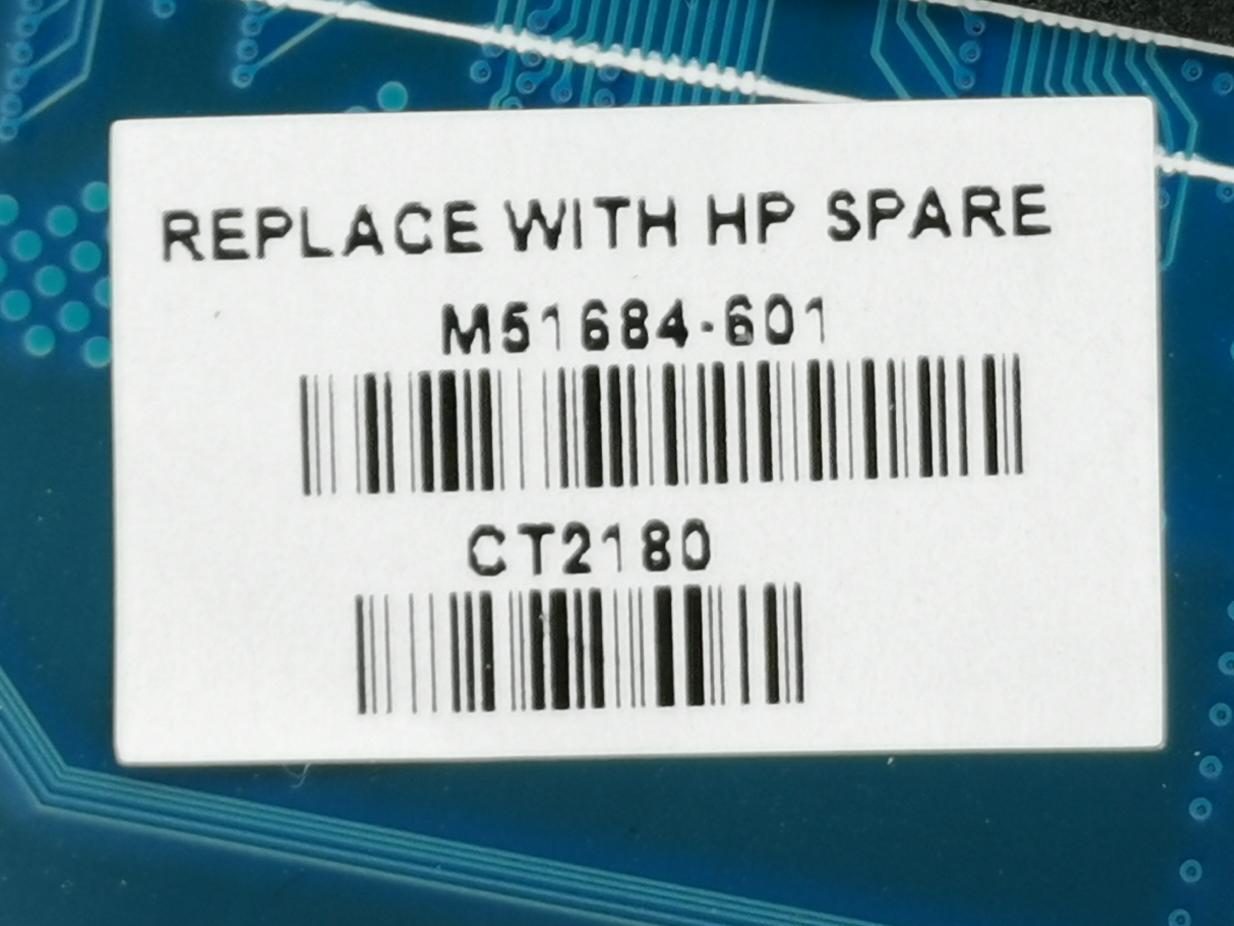 REPLACE WITH HP SPARE
M51684-601
CT2180